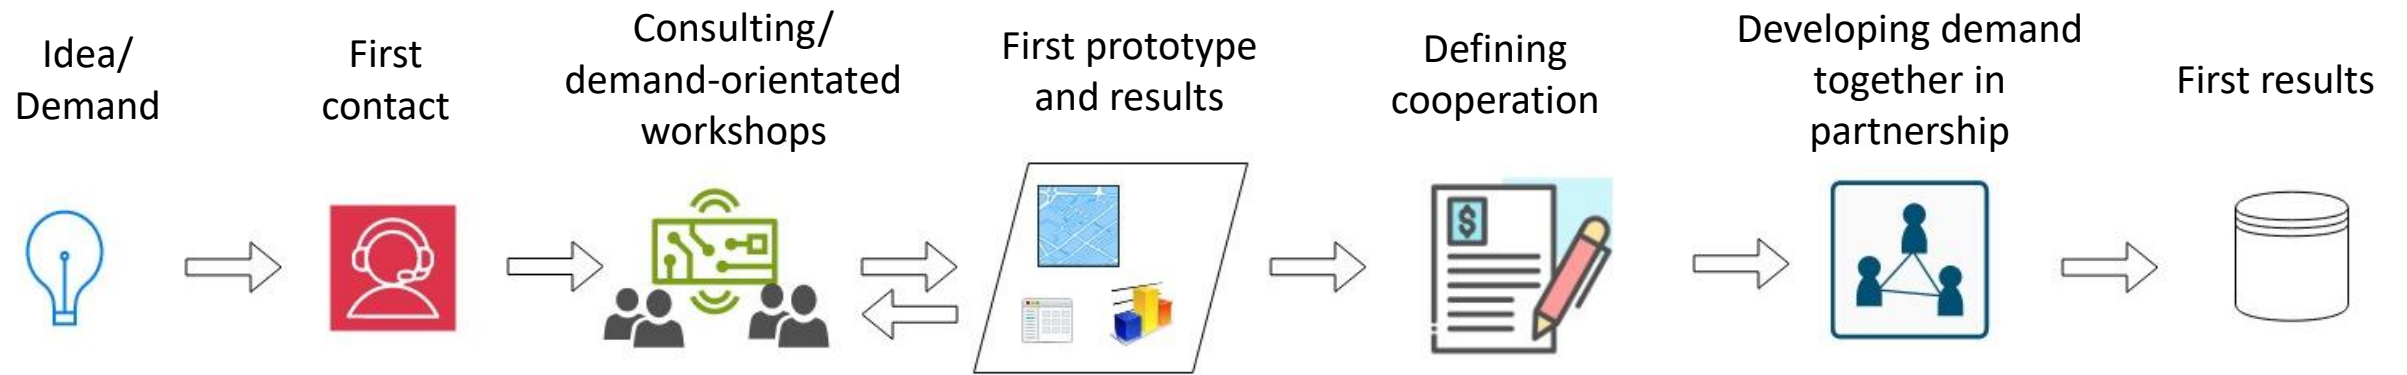 Idea/
Demand
First
contact
Consulting/
demand-orientated
workshops
First prototype
and results
Defining
cooperation
Developing demand
together in
partnership
First results
$